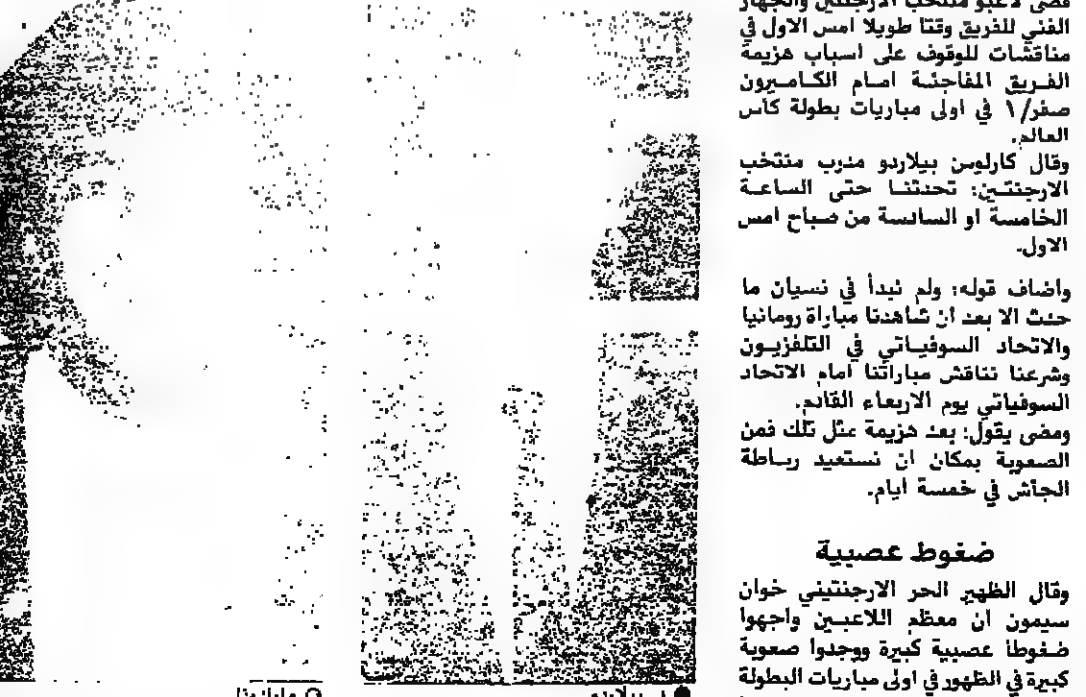 قضى لاعبو منتخب الارجنتين والجهاز
الفني للفريق وقتا طويلا امس الاول في
مناقشات للوقوف على اسباب هزيمة
الفريق المفاجئة امام الكاميرون
صفر/١ في اولى مباريات بطولة كاس
العالم.
وقال كارلوس بيلاردو مدرب منتخب
الارجنتين: تحدثنا حتى الساعة
الخامسة او السادسة من صباح امس
الاول.
واضاف قوله: ولم نبدأ في نسيان ما
حدث الا بعد ان شاهدنا مباراة رومانيا
والاتحاد السوفياتي في التلفزيون
وشرعنا نناقش مباراتنا امام الاتحاد
السوفياتي يوم الاربعاء القادم.
ومضى يقول: بعد هزيمة مثل تلك فمن
الصعوبة بمكان ان نستعيد رباطة
الجأش في خمسة ايام.
ضغوط عصبية
وقال الظهير الحر الارجنتيني خوان
سيمون ان معظم اللاعبين واجهوا
ضغوطا عصبية كبيرة ووجدوا صعوبة
كبيرة في الظهور في اولى مباريات البطولة
بيلاردو
مارادونا